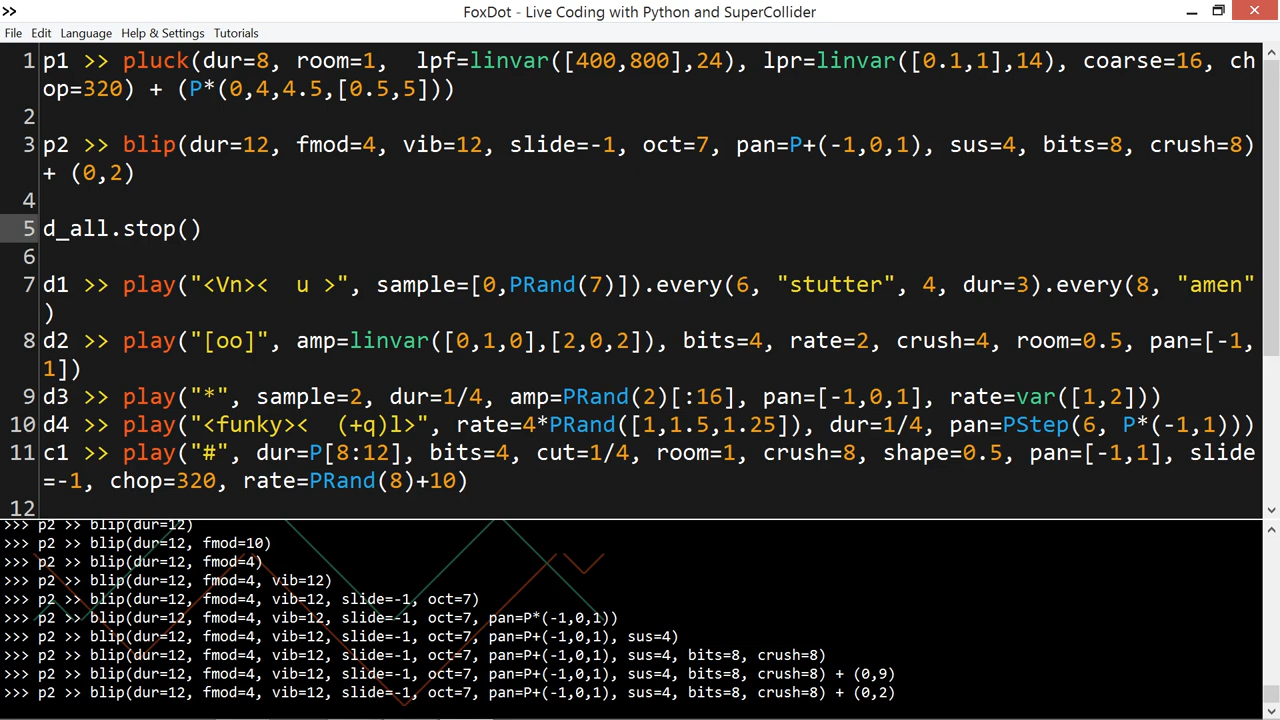 >>
FoxDot - Live Coding with Python and SuperCollider
File Edit Language Help & Settings Tutorials
1 p1 >> pluck(dur=8, room=1,  lpf=linvar([400,800],24), lpr=linvar([0.1,1],14), coarse=16, ch
op=320) + (P*(0,4,4.5,[0.5,5]))
2
3 p2 >> blip(dur=12, fmod=4, vib=12, slide=-1, oct=7, pan=P+(-1,0,1), sus=4, bits=8, crush=8)
+ (0,2)
4
5 d_all.stop()
6
7 d1 >> play("<Vn><  u >", sample=[0,PRand(7)]).every(6, "stutter", 4, dur=3).every(8, "amen"
)
8 d2 >> play("[oo]", amp=linvar([0,1,0],[2,0,2]), bits=4, rate=2, crush=4, room=0.5, pan=[-1,
1])
9 d3 >> play("*", sample=2, dur=1/4, amp=PRand(2)[:16], pan=[-1,0,1], rate=var([1,2]))
10 d4 >> play("<funky><  (+q)l>", rate=4*PRand([1,1.5,1.25]), dur=1/4, pan=PStep(6, P*(-1,1)))
11 c1 >> play("#", dur=P[8:12], bits=4, cut=1/4, room=1, crush=8, shape=0.5, pan=[-1,1], slide
=-1, chop=320, rate=PRand(8)+10)
12
>>> p2 >> blip(dur=12)
>>> p2 >> blip(dur=12, fmod=10)
>>> p2 >> blip(dur=12, fmod=4)
>>> p2 >> blip(dur=12, fmod=4, vib=12)
>>> p2 >> blip(dur=12, fmod=4, vib=12, slide=-1, oct=7)
>>> p2 >> blip(dur=12, fmod=4, vib=12, slide=-1, oct=7, pan=P*(-1,0,1))
>>> p2 >> blip(dur=12, fmod=4, vib=12, slide=-1, oct=7, pan=P+(-1,0,1), sus=4)
>>> p2 >> blip(dur=12, fmod=4, vib=12, slide=-1, oct=7, pan=P+(-1,0,1), sus=4, bits=8, crush=8)
>>> p2 >> blip(dur=12, fmod=4, vib=12, slide=-1, oct=7, pan=P+(-1,0,1), sus=4, bits=8, crush=8) + (0,9)
>>> p2 >> blip(dur=12, fmod=4, vib=12, slide=-1, oct=7, pan=P+(-1,0,1), sus=4, bits=8, crush=8) + (0,2)